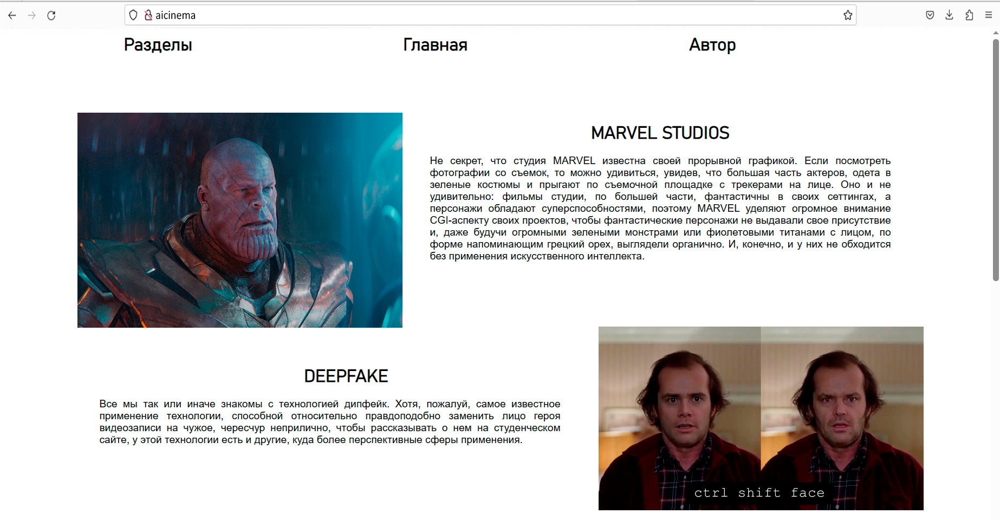 aicinema
Разделы
Главная
Автор
MARVEL STUDIOS
Не секрет, что студия MARVEL известна своей прорывной графикой. Если посмотреть
фотографии со съемок, то можно удивиться, увидев, что большая часть актеров, одета в
зеленые костюмы и прыгают по съемочной площадке с трекерами на лице. Оно и не
удивительно: фильмы студии, по большей части, фантастичны в своих сеттингах, а
персонажи обладают суперспособностями, поэтому MARVEL уделяют огромное внимание
CGI-аспекту своих проектов, чтобы фантастические персонажи не выдавали свое присутствие
и, даже будучи огромными зелеными монстрами или фиолетовыми титанами с лицом, по
форме напоминающим грецкий орех, выглядели органично. И, конечно, и у них не обходится
без применения искусственного интеллекта.
DEEPFAKE
Все мы так или иначе знакомы с технологией дипфейк. Хотя, пожалуй, самое известное
применение технологии, способной относительно правдоподобно заменить лицо героя
видеозаписи на чужое, чересчур неприлично, чтобы рассказывать о нем на студенческом
сайте, у этой технологии есть и другие, куда более перспективные сферы применения.
ctrl shift face